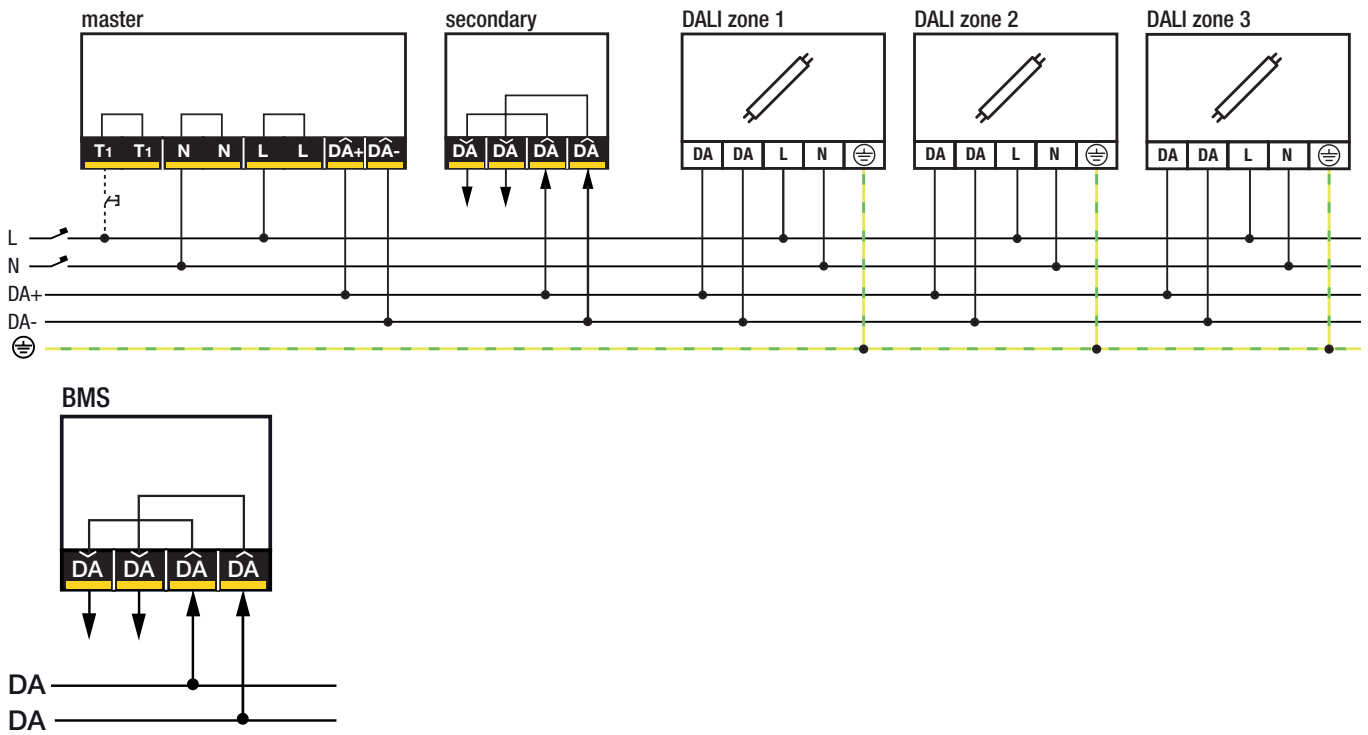 master secondary DALI zone 1 DALI zone 2 DALI zone 3
T1 T1 N N L L DA+ DA- DA DA DA DA DA DA L N DA DA L N DA DA L N
L
N
DA+
DA-
BMS
DA DA DA DA
DA
DA